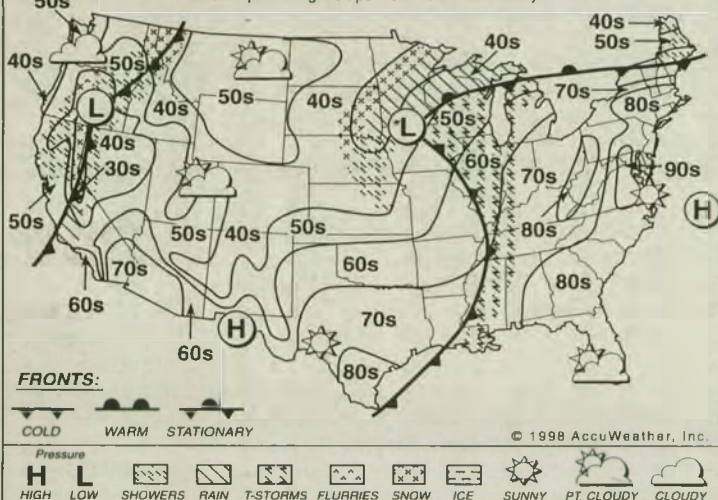 50s
40s
50s
40s
50s
40s
40s
40s
50s
70s
80s
L
L
50s
40s
30s
60s
70s
90s
50s
50s
40s
50s
80s
H
70s
60s
80s
60s
H
60s
70s
80s
FRONTS:
COLD WARM STATIONARY
© 1998 AccuWeather, Inc.
Pressure
H L
HIGH LOW SHOWERS RAIN T-STORMS FLURRIES SNOW ICE SUNNY PT. CLOUDY CLOUDY